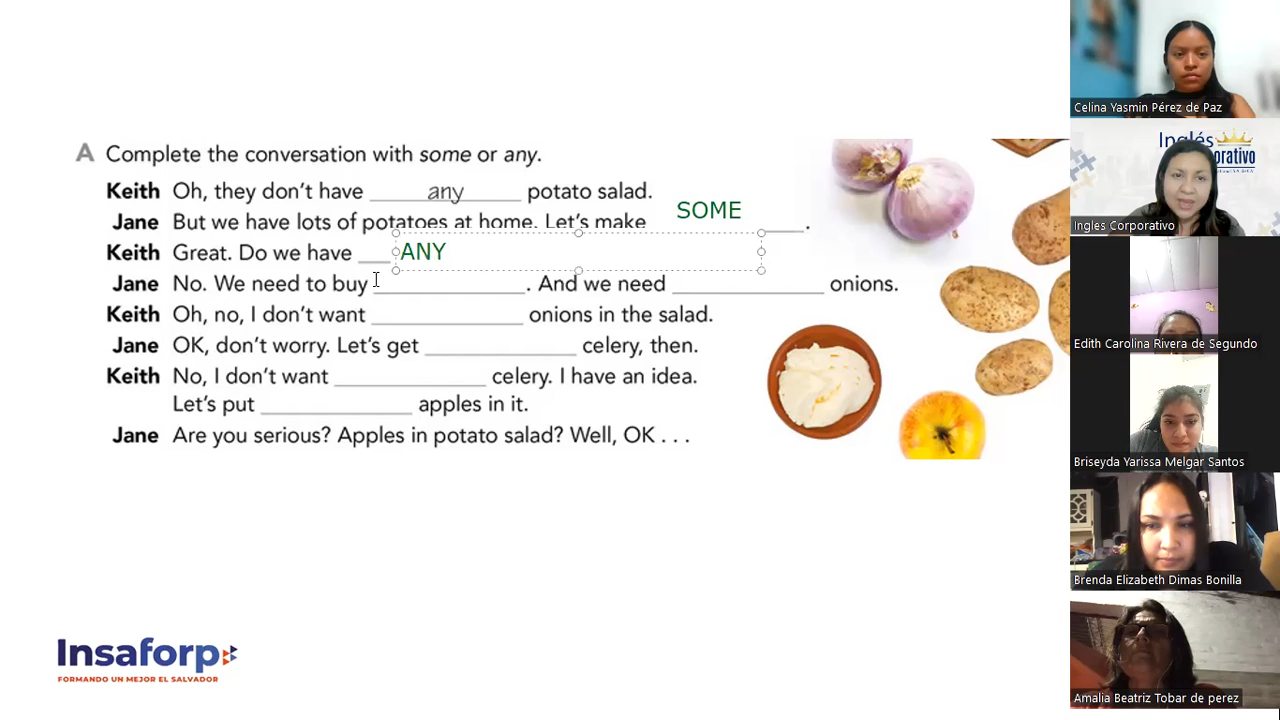 A Complete the conversation with some or any.
Keith Oh, they don't have any potato salad.
Jane But we have lots of potatoes at home. Let's make SOME .
Keith Great. Do we have ANY
Jane No. We need to buy . And we need onions.
Keith Oh, no, I don't want onions in the salad.
Jane OK, don't worry. Let's get celery, then.
Keith No, I don't want celery. I have an idea.
Let's put apples in it.
Jane Are you serious? Apples in potato salad? Well, OK . . .
Insaforp
FORMANDO UN MEJOR EL SALVADOR
Celina Yasmin Pérez de Paz
Inglés
Ingles Corporativo
Edith Carolina Rivera de Segundo
Briseyda Yarissa Melgar Santos
Brenda Elizabeth Dimas Bonilla
Amalia Beatriz Tobar de perez